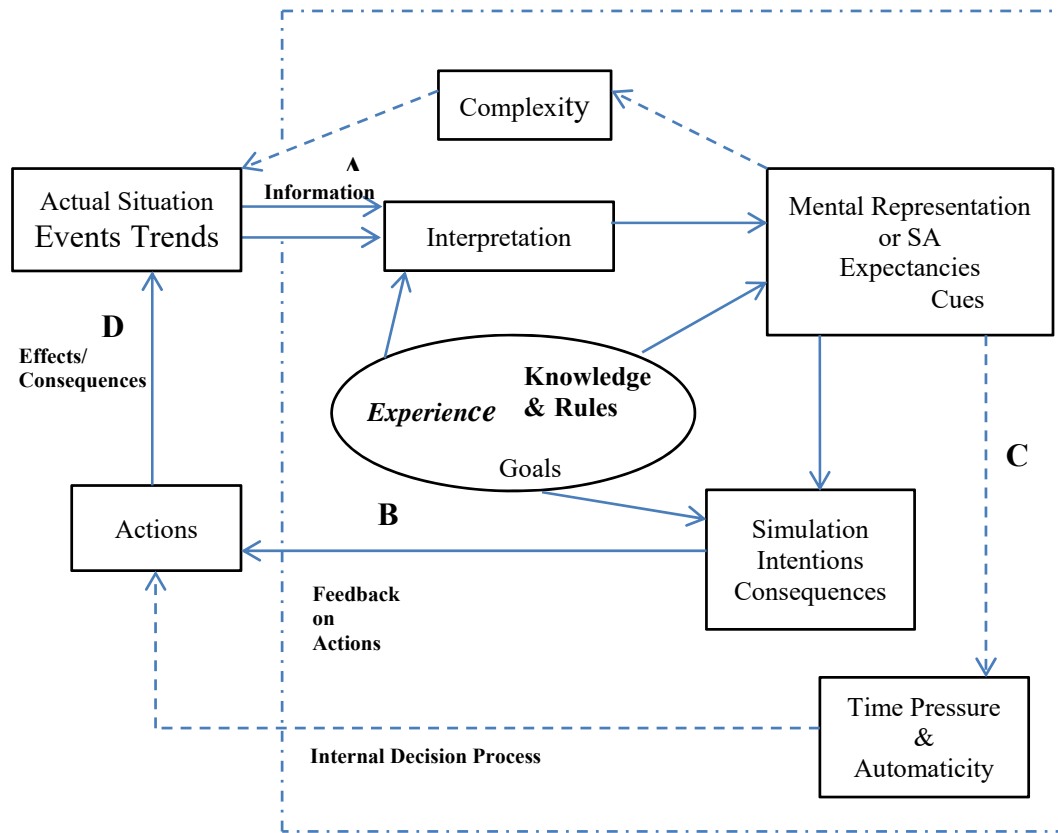 Complexity
A
Information
Actual Situation
Events Trends
Interpretation
Mental Representation
or SA
Expectancies
Cues
D
Effects/
Consequences
Knowledge
Experience & Rules
Goals
C
B
Actions
Simulation
Intentions
Consequences
Feedback
on
Actions
Time Pressure
&
Automaticity
Internal Decision Process